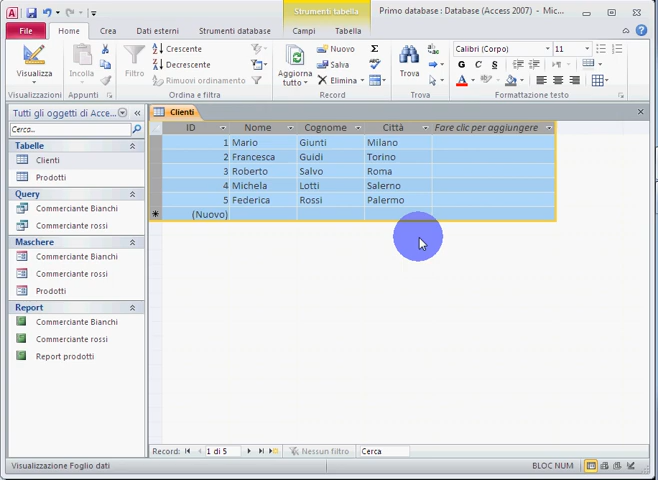 Strumenti tabella
Primo database : Database (Access 2007) - Mic...
File Home Crea Dati esterni Strumenti database Campi Tabella
Visualizza
Visualizzazioni
Incolla
Appunti
Filtro
Crescente
Decrescente
Rimuovi ordinamento
Ordina e filtra
Aggiorna tutto
Nuovo
Salva
Elimina
Record
Trova
Trova
Calibri (Corpo) 11
G C S
A
Formattazione testo
Tutti gli oggetti di Acce...
Cerca...
Tabelle
Clienti
Prodotti
Query
Commerciante Bianchi
Commerciante rossi
Maschere
Commerciante Bianchi
Commerciante rossi
Prodotti
Report
Commerciante Bianchi
Commerciante rossi
Report prodotti
Clienti
ID Nome Cognome Città Fare clic per aggiungere
1 Mario Giunti Milano
2 Francesca Guidi Torino
3 Roberto Salvo Roma
4 Michela Lotti Salerno
5 Federica Rossi Palermo
(Nuovo)
Record: 1 di 5 Nessun filtro Cerca
Visualizzazione Foglio dati BLOC NUM